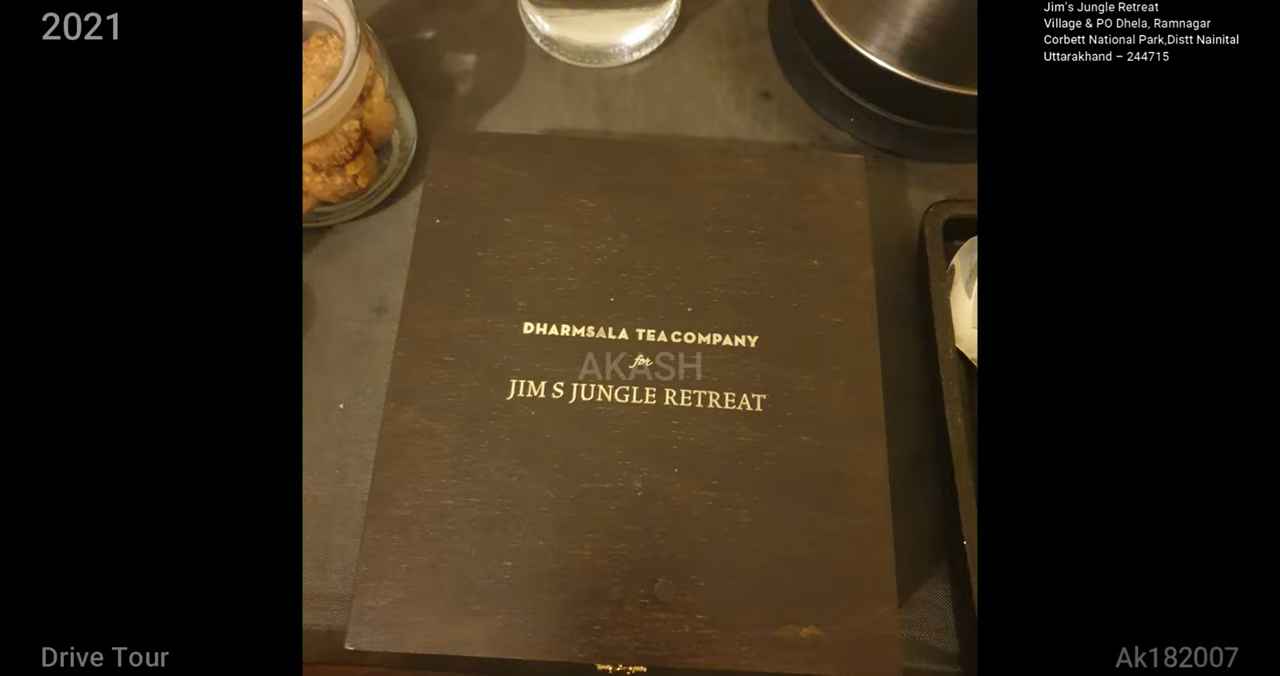 2021
Jim's Jungle Retreat
Village & PO Dhela, Ramnagar
Corbett National Park,Distt Nainital
Uttarakhand – 244715
DHARMSALA TEA COMPANY
for
AKASH
JIM S JUNGLE RETREAT
Drive Tour
Ak182007